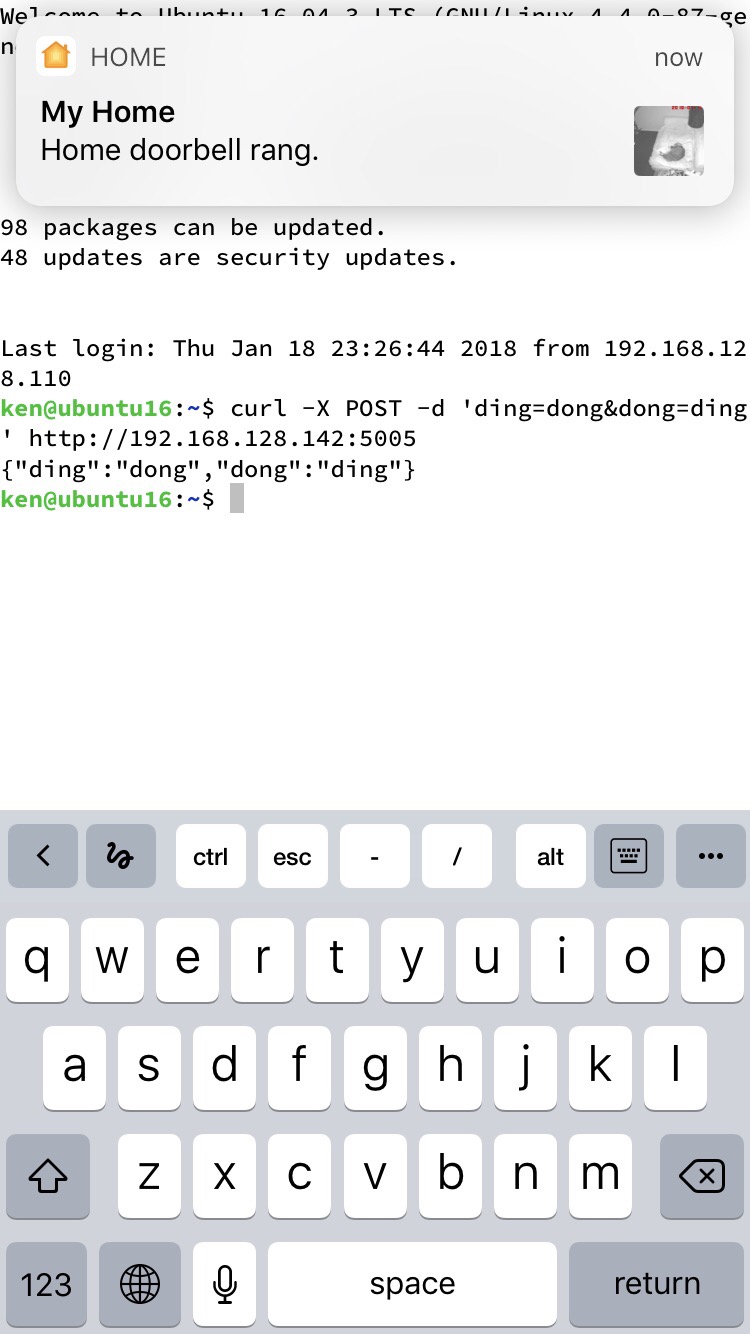 Welcome to Ubuntu 16.04.3 LTS (GNU/Linux 4.4.0-87-ge
HOME now
My Home
Home doorbell rang.
98 packages can be updated.
48 updates are security updates.
Last login: Thu Jan 18 23:26:44 2018 from 192.168.12
8.110
ken@ubuntu16:~$ curl -X POST -d 'ding=dong&dong=ding
' http://192.168.128.142:5005
{"ding":"dong","dong":"ding"}
ken@ubuntu16:~$
ctrl esc - / alt
q w e r t y u i o p
a s d f g h j k l
z x c v b n m
123 space return